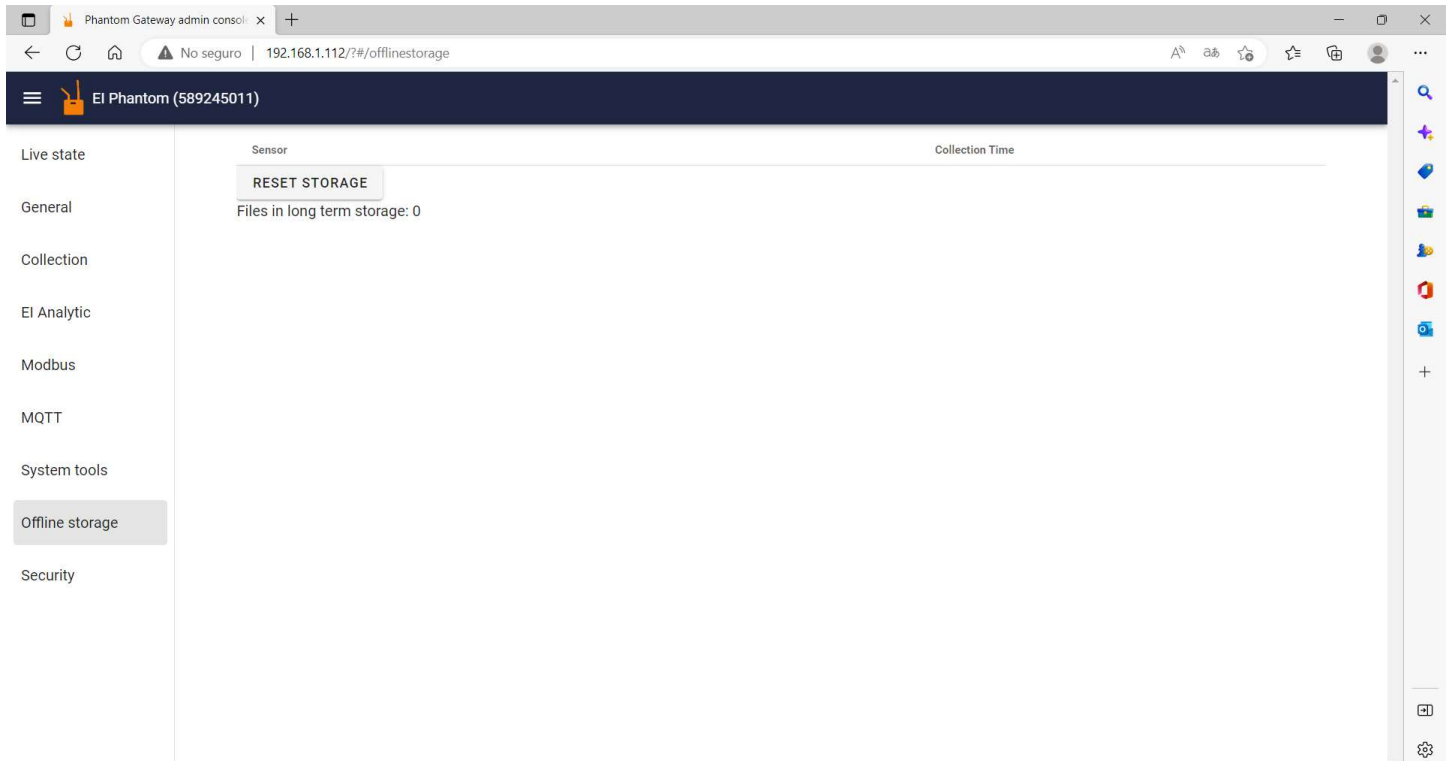 Phantom Gateway admin consol
No seguro | 192.168.1.112/?#/offlinestorage
EI Phantom (589245011)
Live state
General
Collection
EI Analytic
Modbus
MQTT
System tools
Offline storage
Security
Sensor Collection Time
RESET STORAGE
Files in long term storage: 0